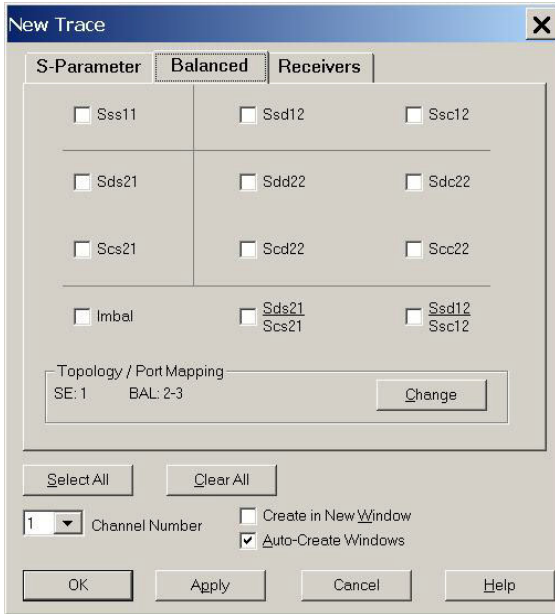 New Trace
S-Parameter Balanced Receivers
Sss11 Ssd12 Ssc12
Sds21 Sdd22 Sdc22
Scs21 Scd22 Scc22
Imbal Sds21 Ssd12
Scs21 Ssc12
Topology / Port Mapping
SE: 1 BAL: 2-3 Change
Select All Clear All
1 Channel Number Create in New Window
Auto-Create Windows
OK Apply Cancel Help